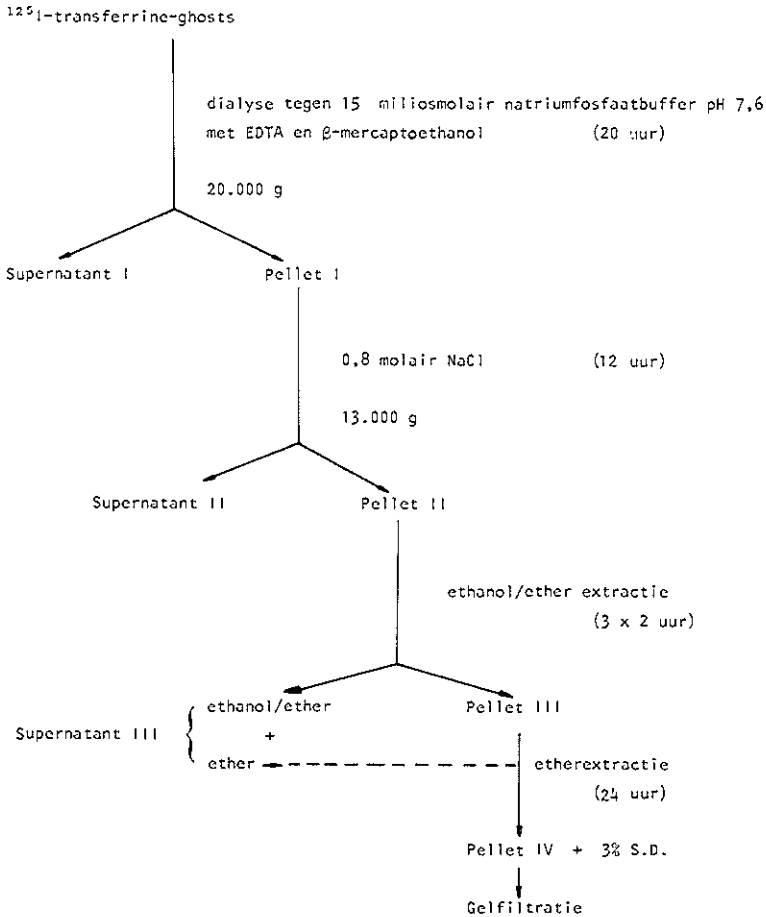 ¹²⁵I-transferrine-ghosts
dialyse tegen 15 miliosmolair natriumfosfaatbuffer pH 7,6
met EDTA en β-mercaptoethanol (20 uur)
20.000 g
Supernatant I Pellet I
0,8 molair NaCl (12 uur)
13.000 g
Supernatant II Pellet II
ethanol/ether extractie
(3 x 2 uur)
ethanol/ether Pellet III
Supernatant III { +
ether etherextractie
(24 uur)
Pellet IV + 3% S.D.
Gelfiltratie